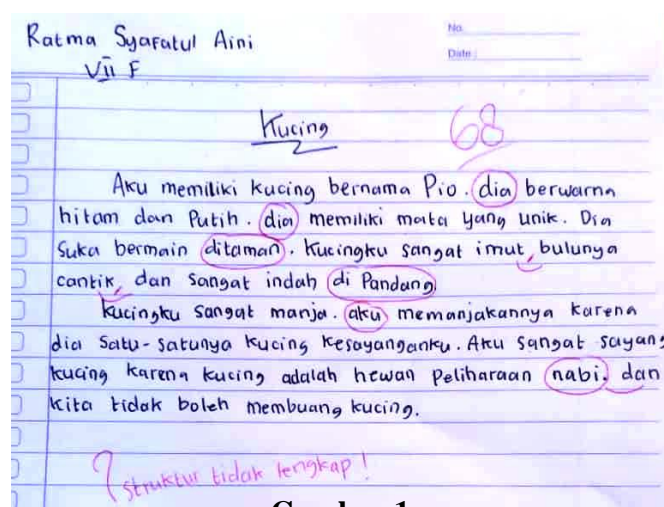 Ratma Syafatul Aini
VII F
No.
Date :
Kucing
68
Aku memiliki kucing bernama Pio. dia berwarna
hitam dan Putih. dia memiliki mata yang unik. Dia
Suka bermain ditaman. Kucingku sangat imut, bulunya
cantik, dan sangat indah di Pandang
Kucingku sangat manja. aku memanjakannya karena
dia Satu-satunya kucing kesayanganku. Aku sangat sayang
kucing karena kucing adalah hewan Peliharaan nabi. dan
kita tidak boleh membuang kucing.
Struktur tidak lengkap!